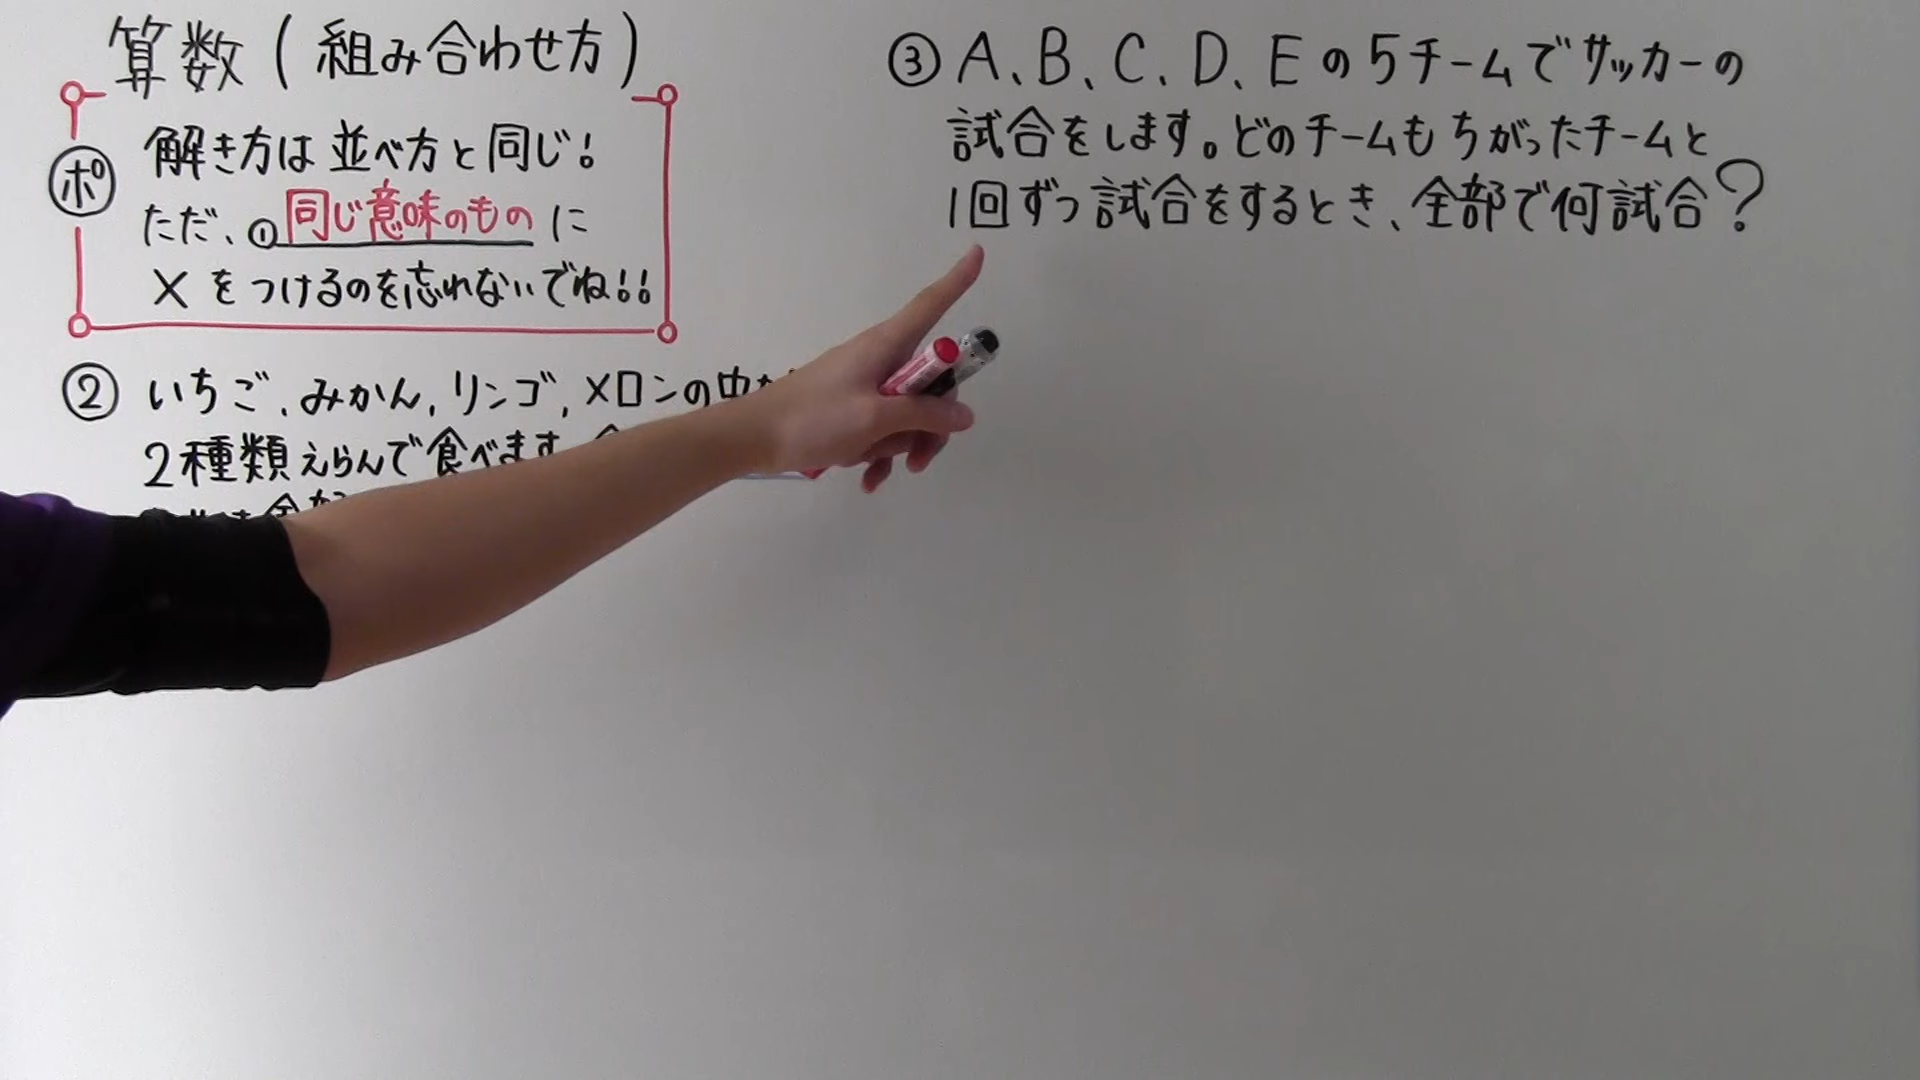 算数(組み合わせ方)
ポ
解き方は並べ方と同じ!
ただ、①同じ意味のものに
×をつけるのを忘れないでね!!
② いちご、みかん、リンゴ、メロンの中
2種類えらんで食べます
③ A、B、C、D、Eの5チームでサッカーの
試合をします。どのチームもちがったチームと
1回ずつ試合をするとき、全部で何試合?